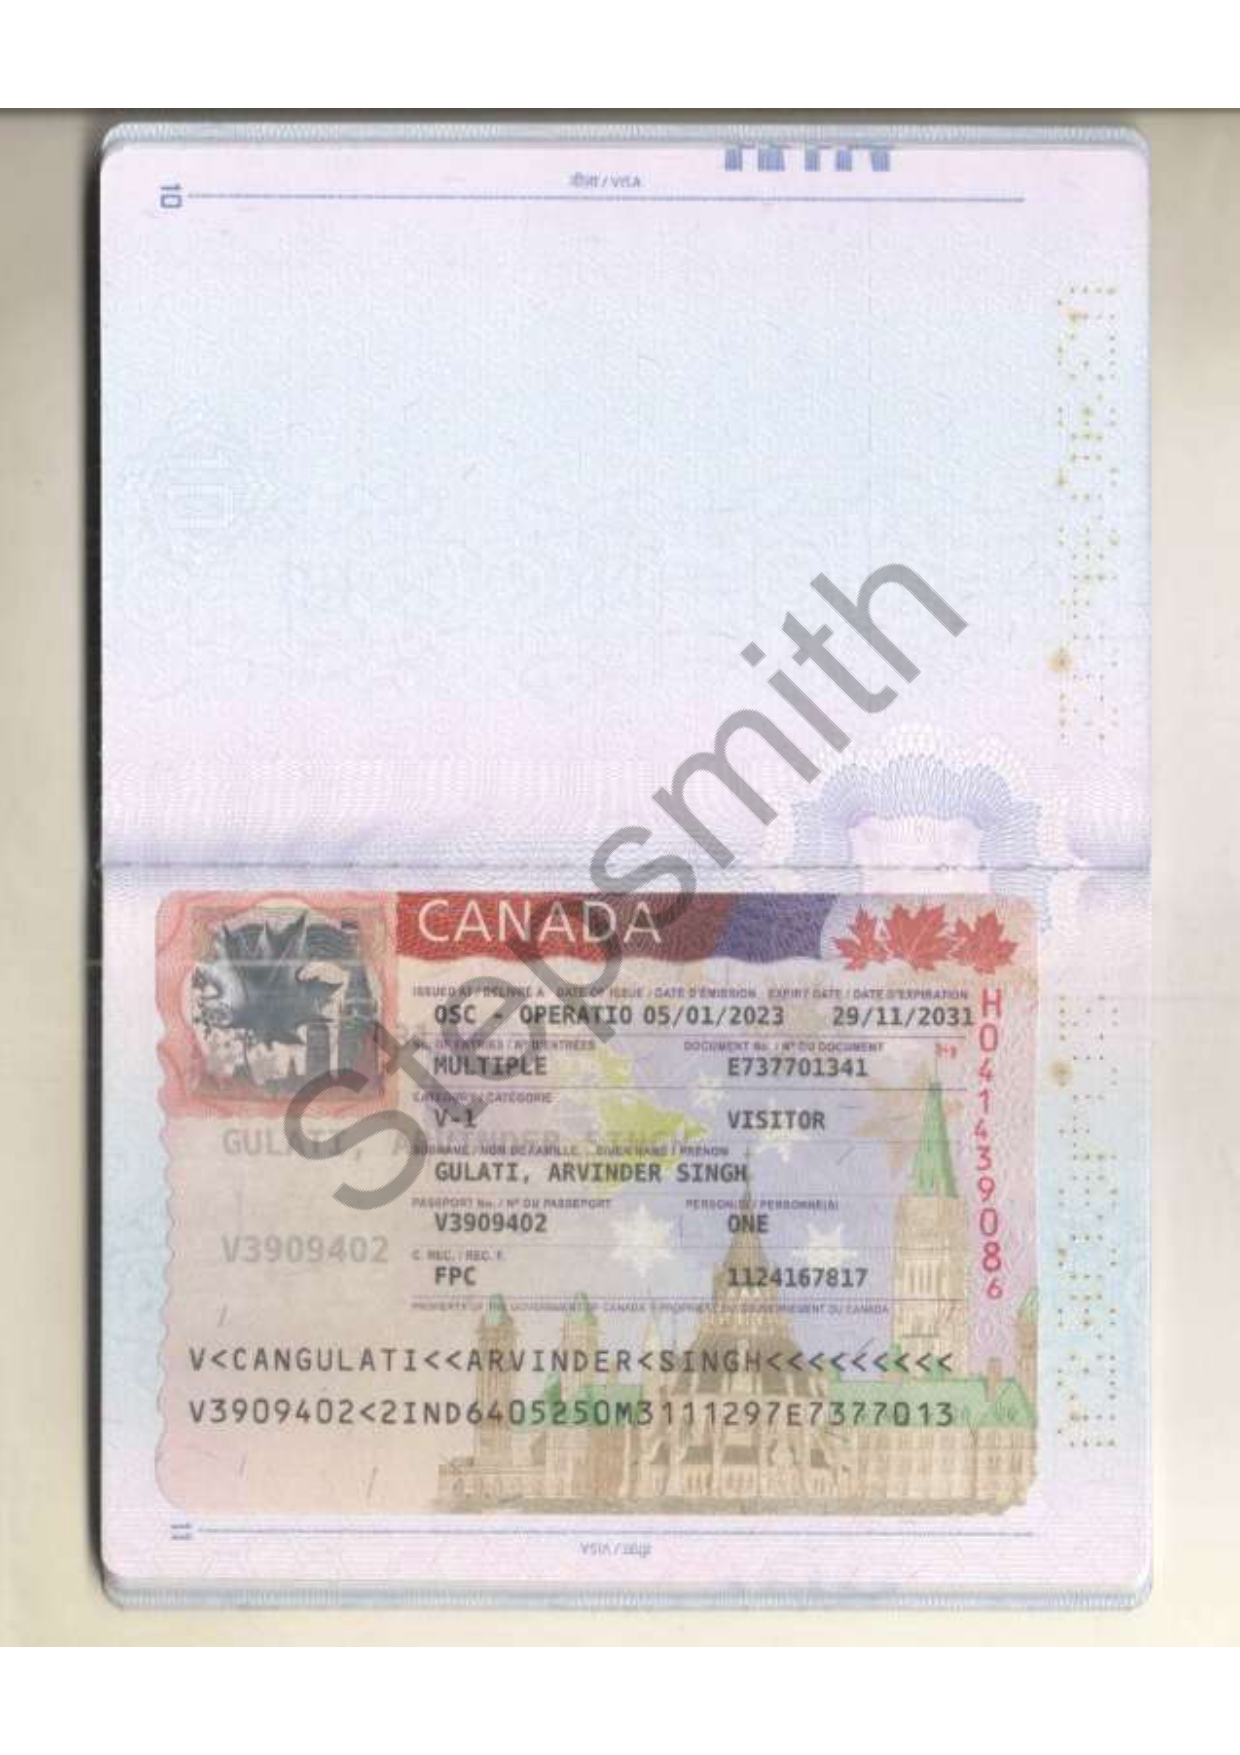 10
वीज़ा / VISA
CANADA
ISSUED AT / DÉLIVRÉ À DATE OF ISSUE / DATE D'ÉMISSION EXPIRY DATE / DATE D'EXPIRATION
OSC - OPERATIO 05/01/2023 29/11/2031
No. OF ENTRIES / Nº D'ENTRÉES DOCUMENT No. / Nº DU DOCUMENT
MULTIPLE E737701341
CATEGORY / CATÉGORIE
V-1 VISITOR
GULATI, ARVINDER SINGH
SURNAME / NOM DE FAMILLE, GIVEN NAME / PRÉNOM
GULATI, ARVINDER SINGH
PASSPORT No. / Nº DU PASSEPORT PERSON(S) / PERSONNE(S)
V3909402 ONE
V3909402
C. REC. / REC. F.
FPC 1124167817
PROPERTY OF THE GOVERNMENT OF CANADA - PROPRIÉTÉ DU GOUVERNEMENT DU CANADA
H041439086
V<CANGULATI<<ARVINDER<SINGH<<<<<<<<<<
V3909402<2IND6405250M3111297E7377013
11
वीज़ा / VISA
Stepsmith